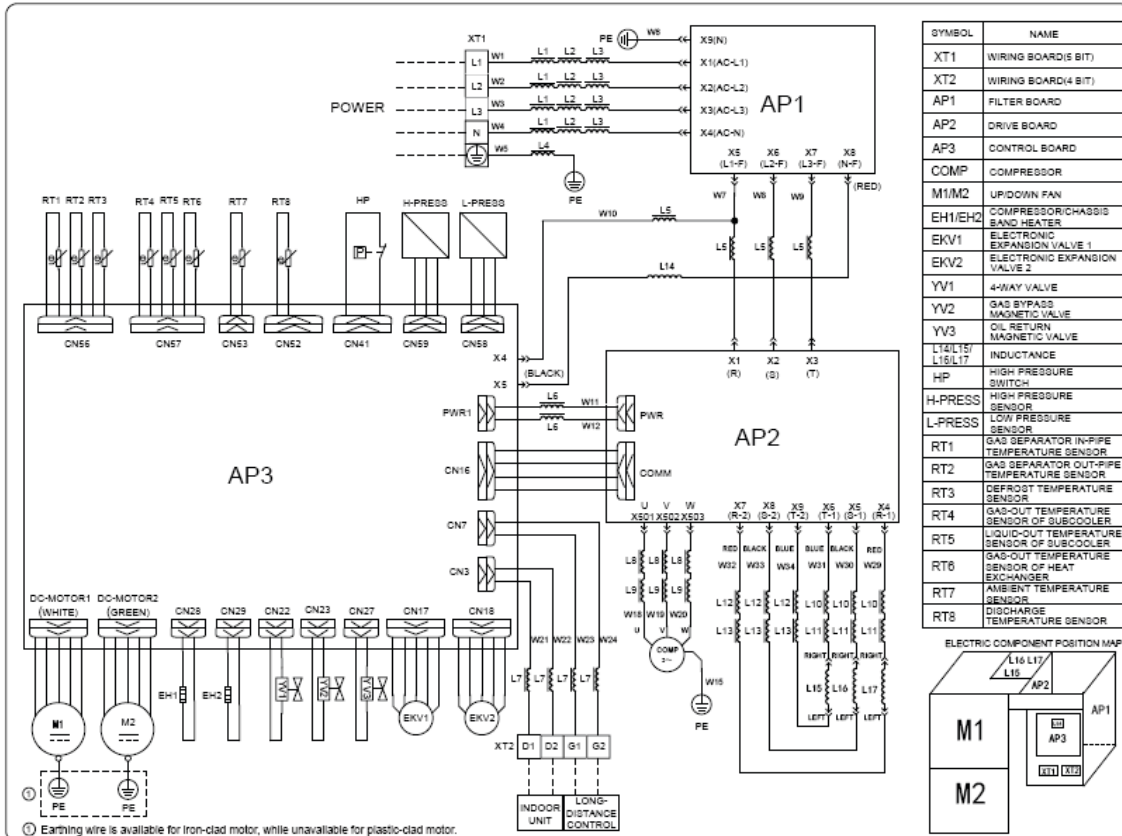 XT1
PE W6 X9(N)
L1 W1 L1 L2 L3 X1(AC-L1)
L2 W2 L1 L2 L3 X2(AC-L2)
L3 W3 L1 L2 L3 X3(AC-L3)
N W4 L1 L2 L3 X4(AC-N)
W5 L4
POWER
PE
AP1
X5 X6 X7 X8
(L1-F) (L2-F) (L3-F) (N-F)
(RED)
W7 W8 W9
W10 L5
L5 L5 L5
L14
RT1 RT2 RT3 RT4 RT5 RT6 RT7 RT8 HP H-PRESS L-PRESS
P
CN56 CN57 CN53 CN52 CN41 CN59 CN58
X4
(BLACK)
X5
X1 X2 X3
(R) (S) (T)
PWR1 L6 W11 PWR
L6 W12
AP3
AP2
CN16 COMM
CN7
CN3
U V W
X501 X502 X503
X7 X8 X9 X6 X5 X4
(R-2) (S-2) (T-2) (T-1) (S-1) (R-1)
RED BLACK BLUE BLUE BLACK RED
W32 W33 W34 W31 W30 W29
L8 L8 L8
L9 L9 L9
W18 W19 W20
U V W
COMP
3~
W15
PE
L12 L12 L12 L10 L10 L10
L13 L13 L13 L11 L11 L11
RIGHT RIGHT RIGHT
L15 L16 L17
LEFT LEFT LEFT
DC-MOTOR1 DC-MOTOR2
(WHITE) (GREEN)
CN28 CN29 CN22 CN23 CN27 CN17 CN18
W21 W22 W23 W24
L7 L7 L7 L7
EH1 EH2 YV1 YV2 YV3 EKV1 EKV2
M1 M2
PE PE
XT2 D1 D2 G1 G2
INDOOR UNIT
LONG-DISTANCE CONTROL
①
① Earthing wire is available for iron-clad motor, while unavailable for plastic-clad motor.
SYMBOL NAME
XT1 WIRING BOARD(5 BIT)
XT2 WIRING BOARD(4 BIT)
AP1 FILTER BOARD
AP2 DRIVE BOARD
AP3 CONTROL BOARD
COMP COMPRESSOR
M1/M2 UP/DOWN FAN
EH1/EH2 COMPRESSOR/CHASSIS
BAND HEATER
EKV1 ELECTRONIC
EXPANSION VALVE 1
EKV2 ELECTRONIC EXPANSION
VALVE 2
YV1 4-WAY VALVE
YV2 GAS BYPASS
MAGNETIC VALVE
YV3 OIL RETURN
MAGNETIC VALVE
L14/L15/
L16/L17 INDUCTANCE
HP HIGH PRESSURE
SWITCH
H-PRESS HIGH PRESSURE
SENSOR
L-PRESS LOW PRESSURE
SENSOR
RT1 GAS SEPARATOR IN-PIPE
TEMPERATURE SENSOR
RT2 GAS SEPARATOR OUT-PIPE
TEMPERATURE SENSOR
RT3 DEFROST TEMPERATURE
SENSOR
RT4 GAS-OUT TEMPERATURE
SENSOR OF SUBCOOLER
RT5 LIQUID-OUT TEMPERATURE
SENSOR OF SUBCOOLER
RT6 GAS-OUT TEMPERATURE
SENSOR OF HEAT
EXCHANGER
RT7 AMBIENT TEMPERATURE
SENSOR
RT8 DISCHARGE
TEMPERATURE SENSOR
ELECTRIC COMPONENT POSITION MAP
L16 L17
L15
AP2
AP1
L14
AP3
XT1 XT2
M1
M2